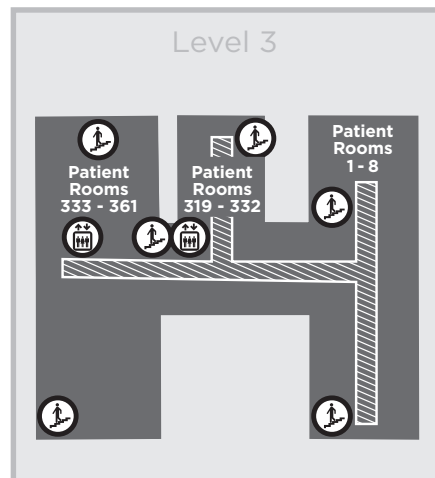 Level 3
Patient
Rooms
333 - 361
Patient
Rooms
319 - 332
Patient
Rooms
1 - 8